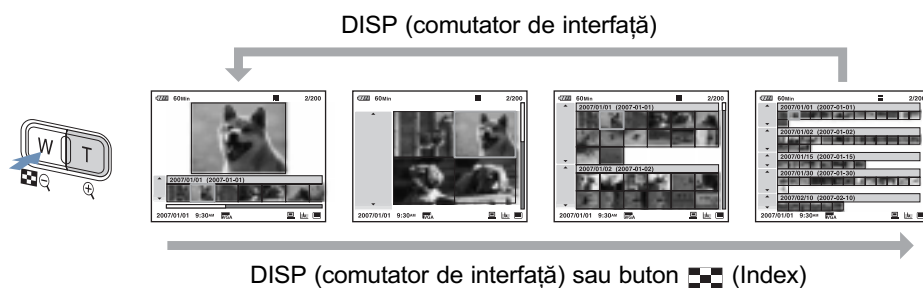 DISP (comutator de interfață)
W T
60Min 2/200
2007/01/01 (2007-01-01)
2007/01/01 9:30AM VGA
60Min 2/200
2007/01/01 9:30AM VGA
60Min 2/200
2007/01/01 (2007-01-01)
2007/01/02 (2007-01-02)
2007/01/01 9:30AM VGA
60Min 2/200
2007/01/01 (2007-01-01)
2007/01/02 (2007-01-02)
2007/01/15 (2007-01-15)
2007/01/30 (2007-01-30)
2007/02/10 (2007-02-10)
2007/01/01 9:30AM VGA
DISP (comutator de interfață) sau buton (Index)